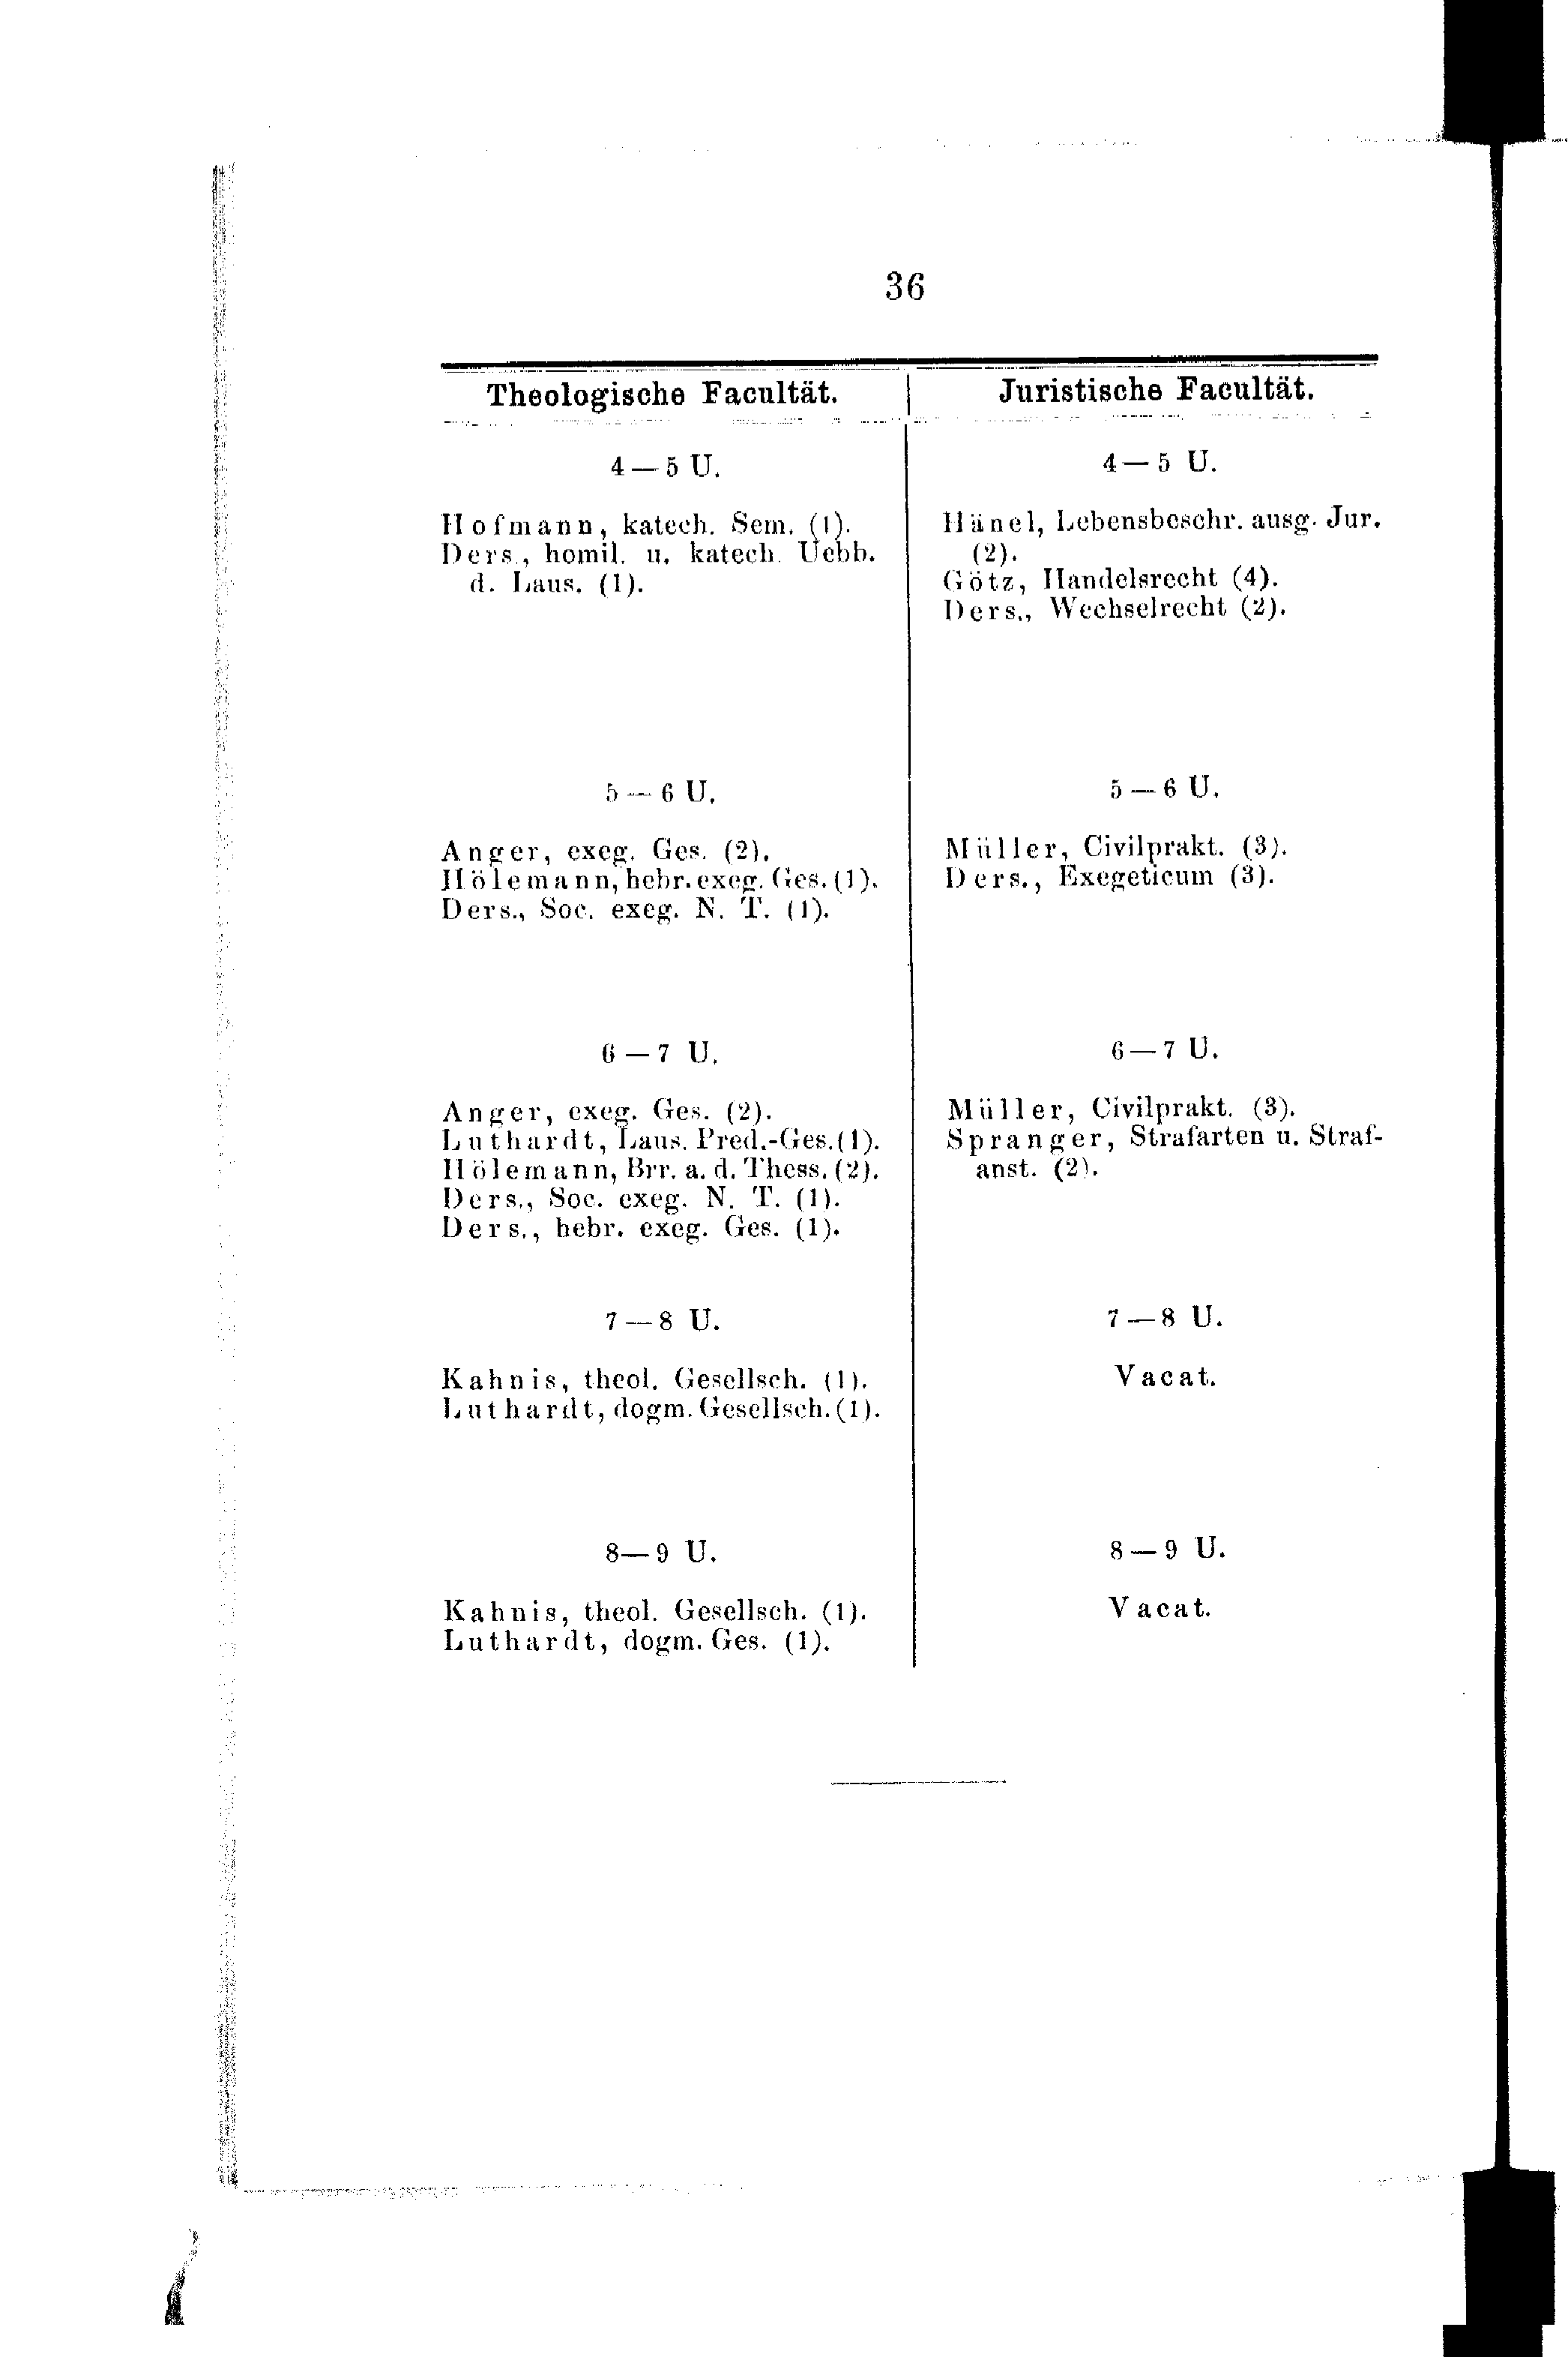 36
Theologische Facultät.
4—5 U.
Hofmann, katech. Sem. (1).
Ders., homil. u. katech. Uebb.
d. Laus. (1).
5—6 U.
Anger, exeg. Ges. (2).
Hölemann, hebr. exeg. Ges. (1).
Ders., Soc. exeg. N. T. (1).
6—7 U.
Anger, exeg. Ges. (2).
Luthardt, Laus. Pred.-Ges. (1).
Hölemann, Brr. a. d. Thess. (2).
Ders., Soc. exeg. N. T. (1).
Ders., hebr. exeg. Ges. (1).
7—8 U.
Kahnis, theol. Gesellsch. (1).
Luthardt, dogm. Gesellsch. (1).
8—9 U.
Kahnis, theol. Gesellsch. (1).
Luthardt, dogm. Ges. (1).
Juristische Facultät.
4—5 U.
Hänel, Lebensbeschr. ausg. Jur.
(2).
Götz, Handelsrecht (4).
Ders., Wechselrecht (2).
5—6 U.
Müller, Civilprakt. (3).
Ders., Exegeticum (3).
6—7 U.
Müller, Civilprakt. (3).
Spranger, Strafarten u. Straf-
anst. (2).
7—8 U.
Vacat.
8—9 U.
Vacat.